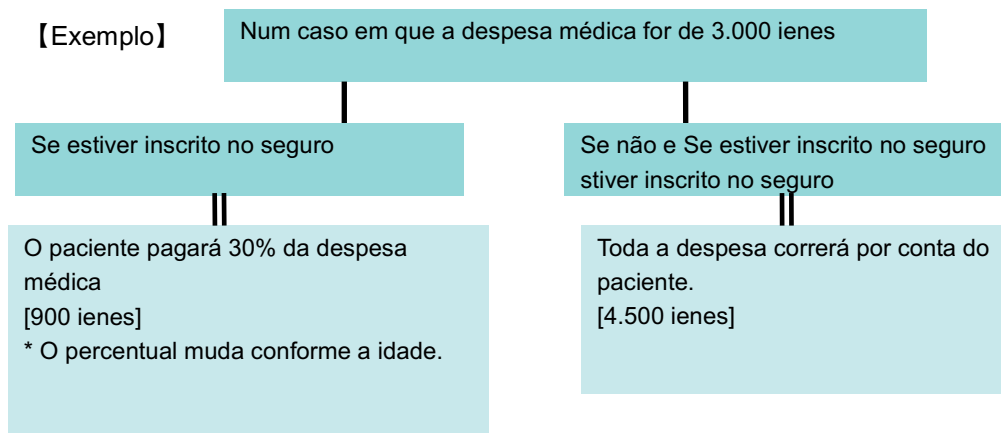 【Exemplo】
Num caso em que a despesa médica for de 3.000 ienes
Se estiver inscrito no seguro
Se não e Se estiver inscrito no seguro
stiver inscrito no seguro
O paciente pagará 30% da despesa
médica
[900 ienes]
* O percentual muda conforme a idade.
Toda a despesa correrá por conta do
paciente.
[4.500 ienes]